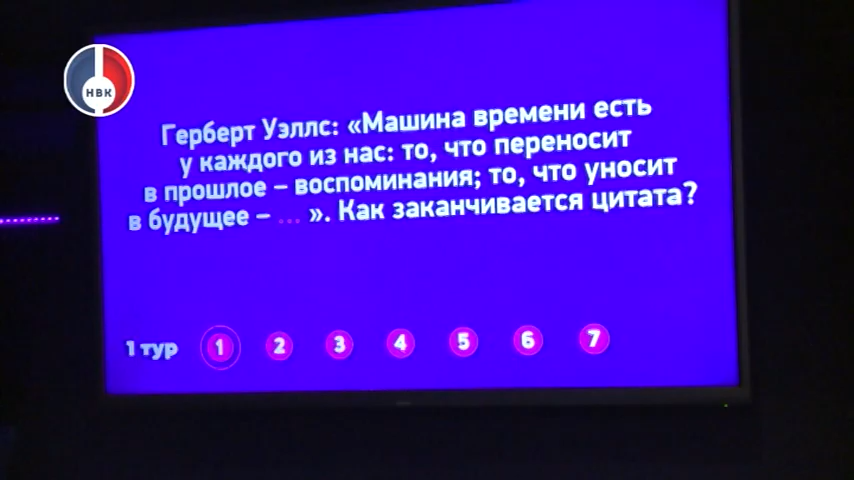 НВК
Герберт Уэллс: «Машина времени есть
у каждого из нас: то, что переносит
в прошлое – воспоминания; то, что уносит
в будущее – ... ». Как заканчивается цитата?
1 тур 1 2 3 4 5 6 7